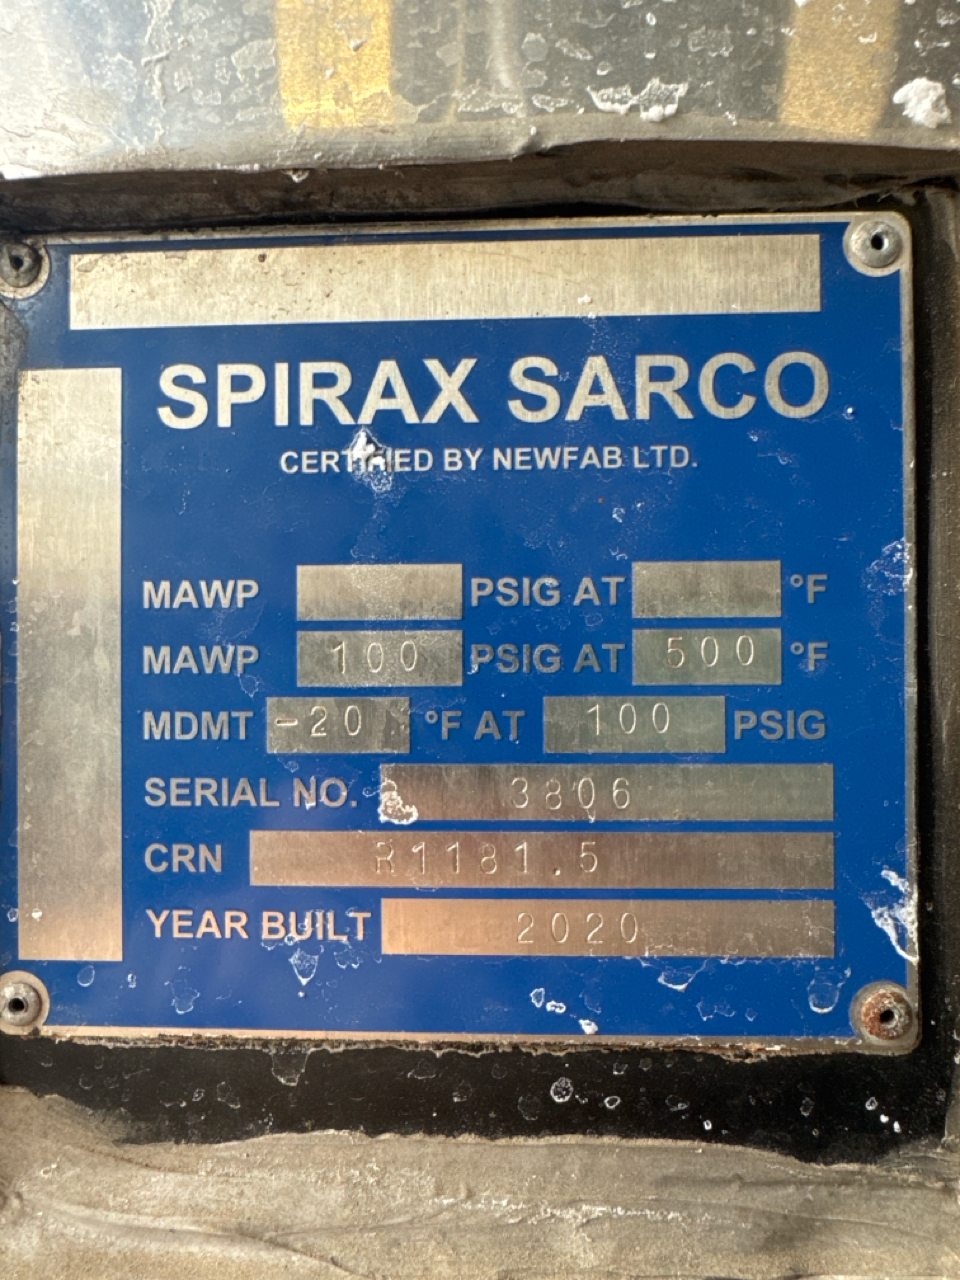 SPIRAX SARCO
CERTIFIED BY NEWFAB LTD.
MAWP PSIG AT °F
MAWP 100 PSIG AT 500 °F
MDMT -20 °F AT 100 PSIG
SERIAL NO. 3806
CRN R1181.5
YEAR BUILT 2020